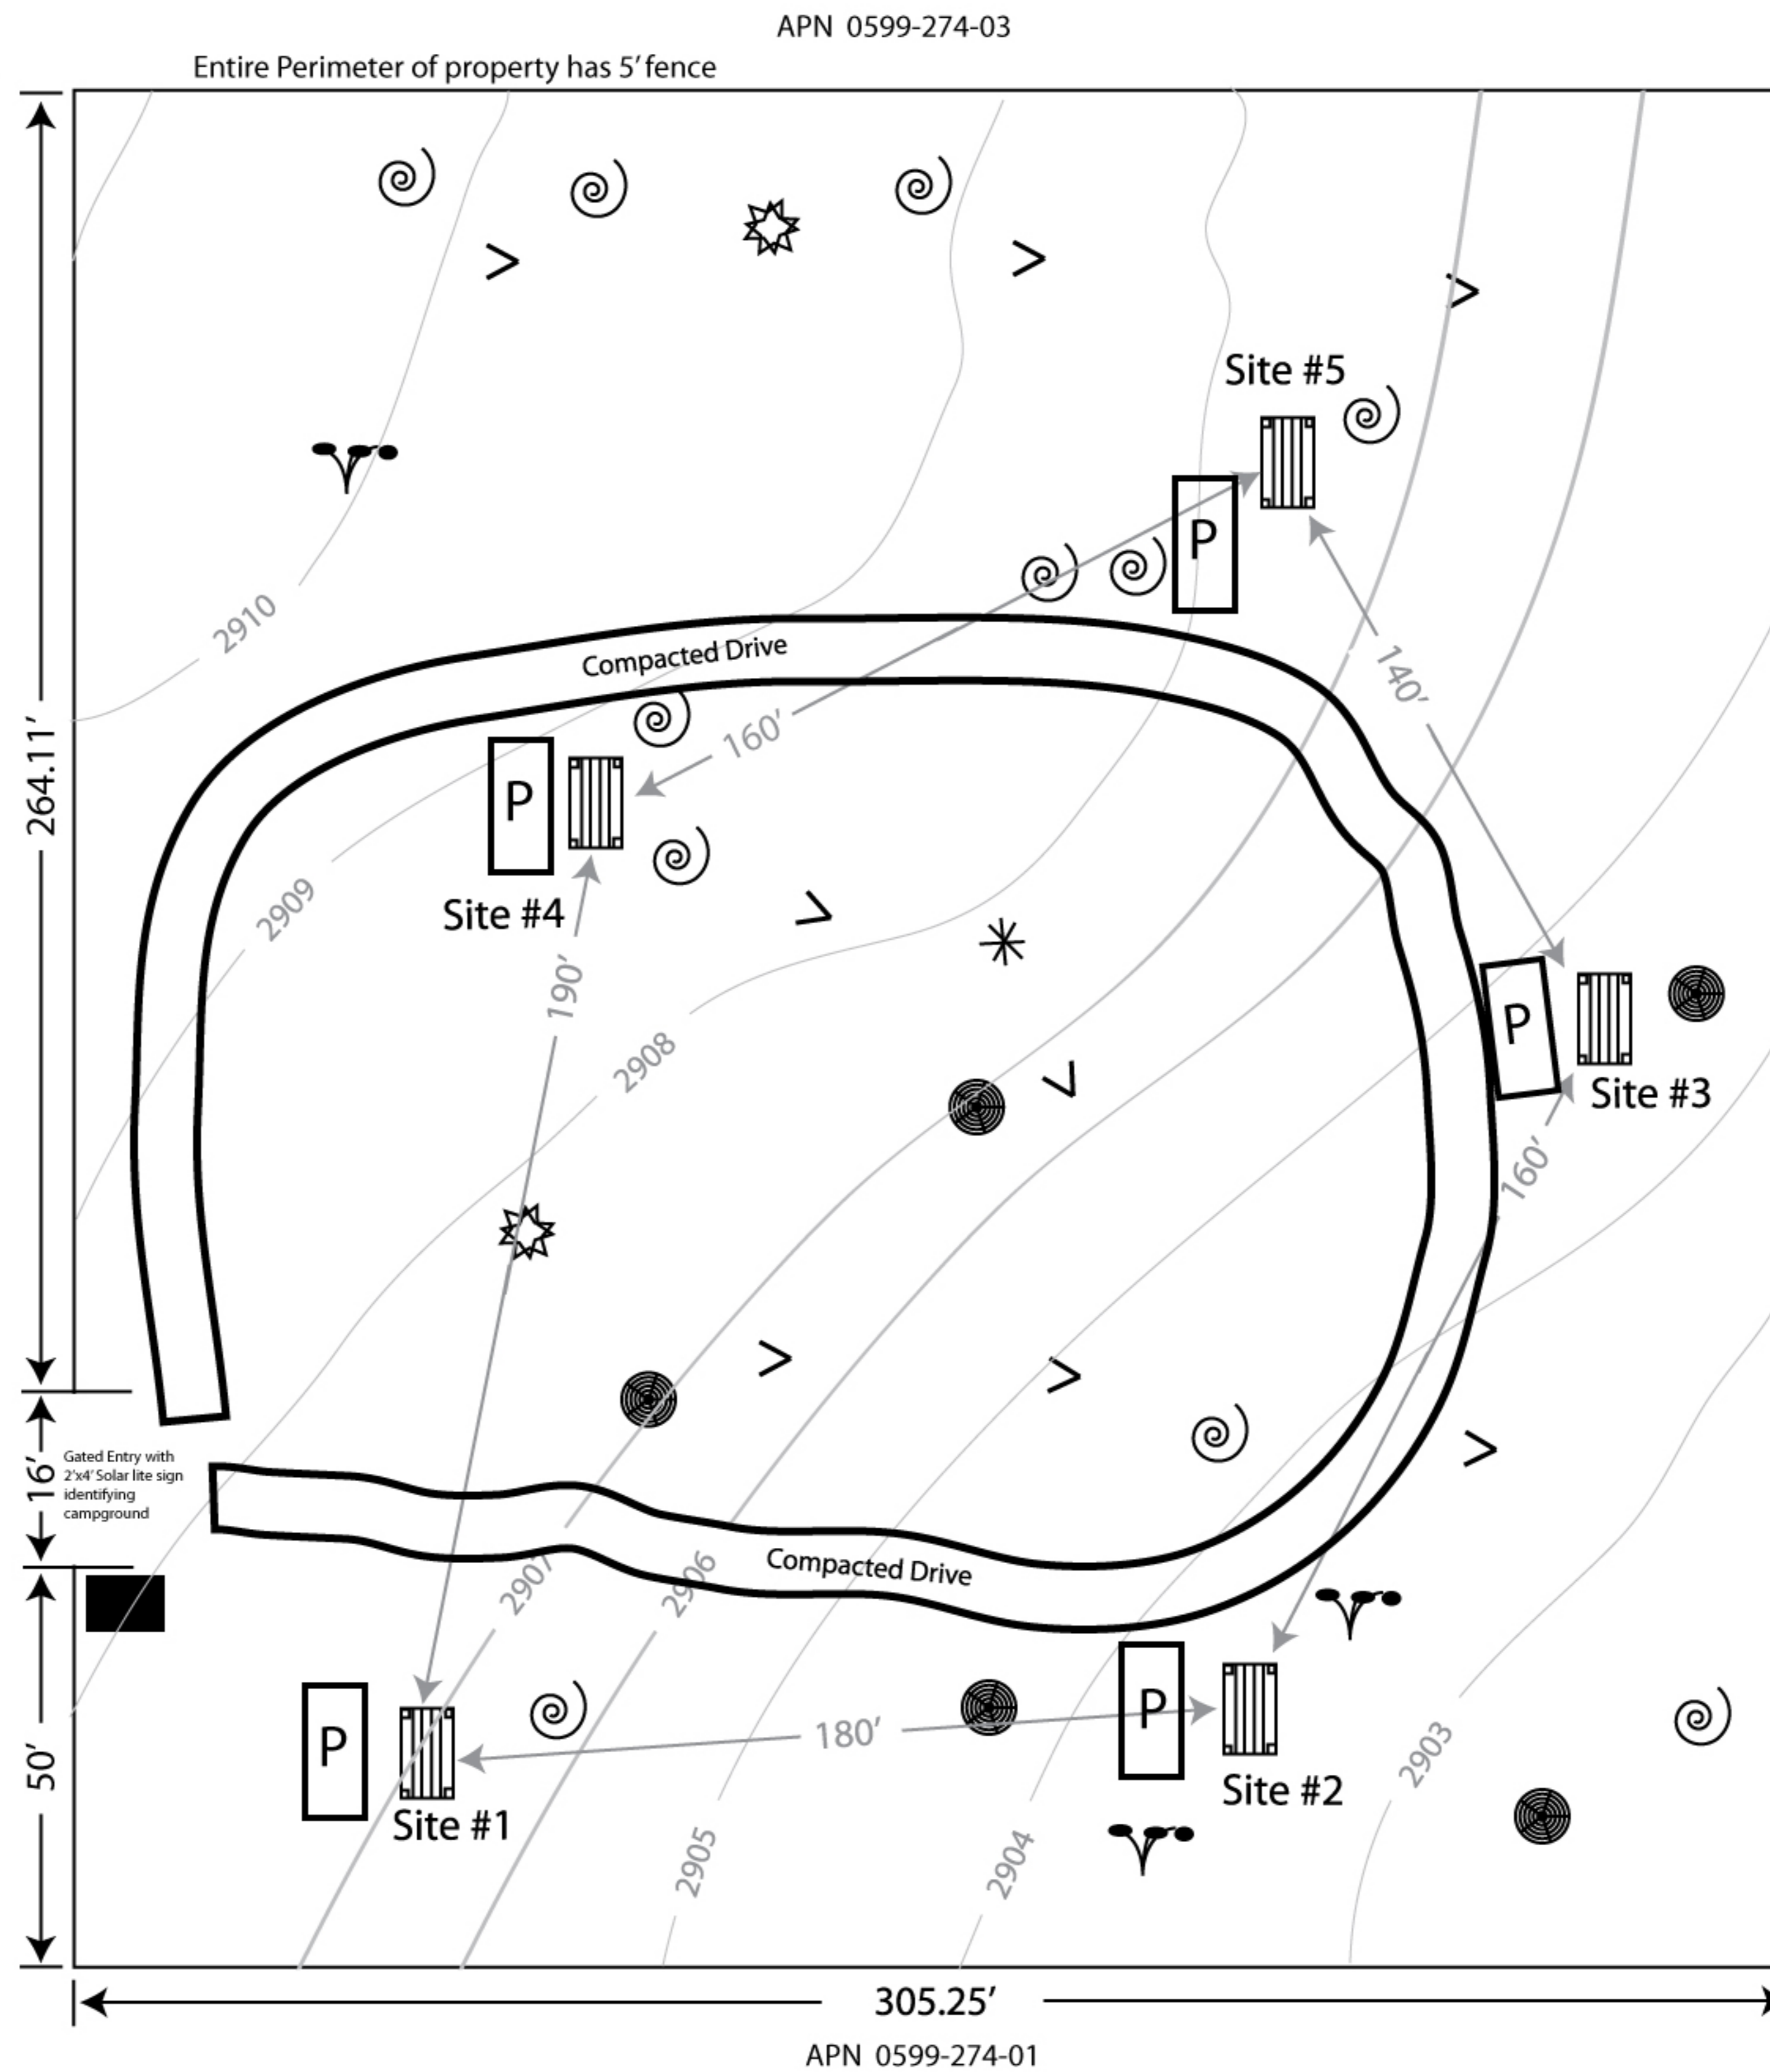 APN 0599-274-03
Entire Perimeter of property has 5' fence
Site #5
P
2910
Compacted Drive
140'
160'
264.11'
P
Site #4
2909
190'
P
2908
Site #3
160'
16'
Gated Entry with
2'x4' Solar lite sign
identifying
campground
Compacted Drive
2907
2906
P
P
180'
50'
2903
Site #2
Site #1
2905
2904
305.25'
APN 0599-274-01